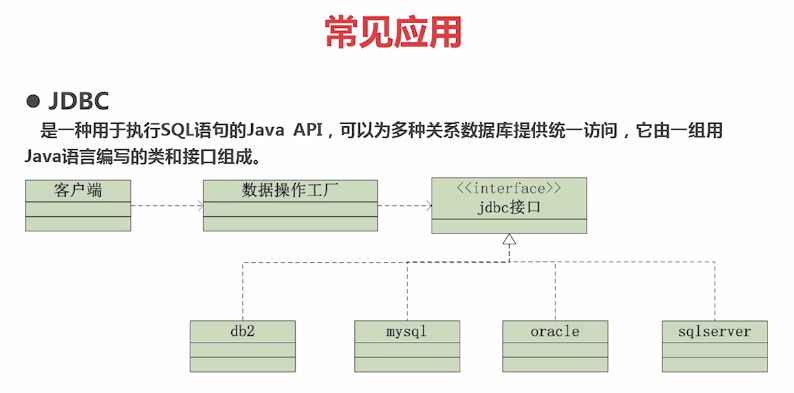 常见应用
● JDBC
是一种用于执行SQL语句的Java API，可以为多种关系数据库提供统一访问，它由一组用
Java语言编写的类和接口组成。
客户端
数据操作工厂
<<interface>>
jdbc接口
db2
mysql
oracle
sqlserver